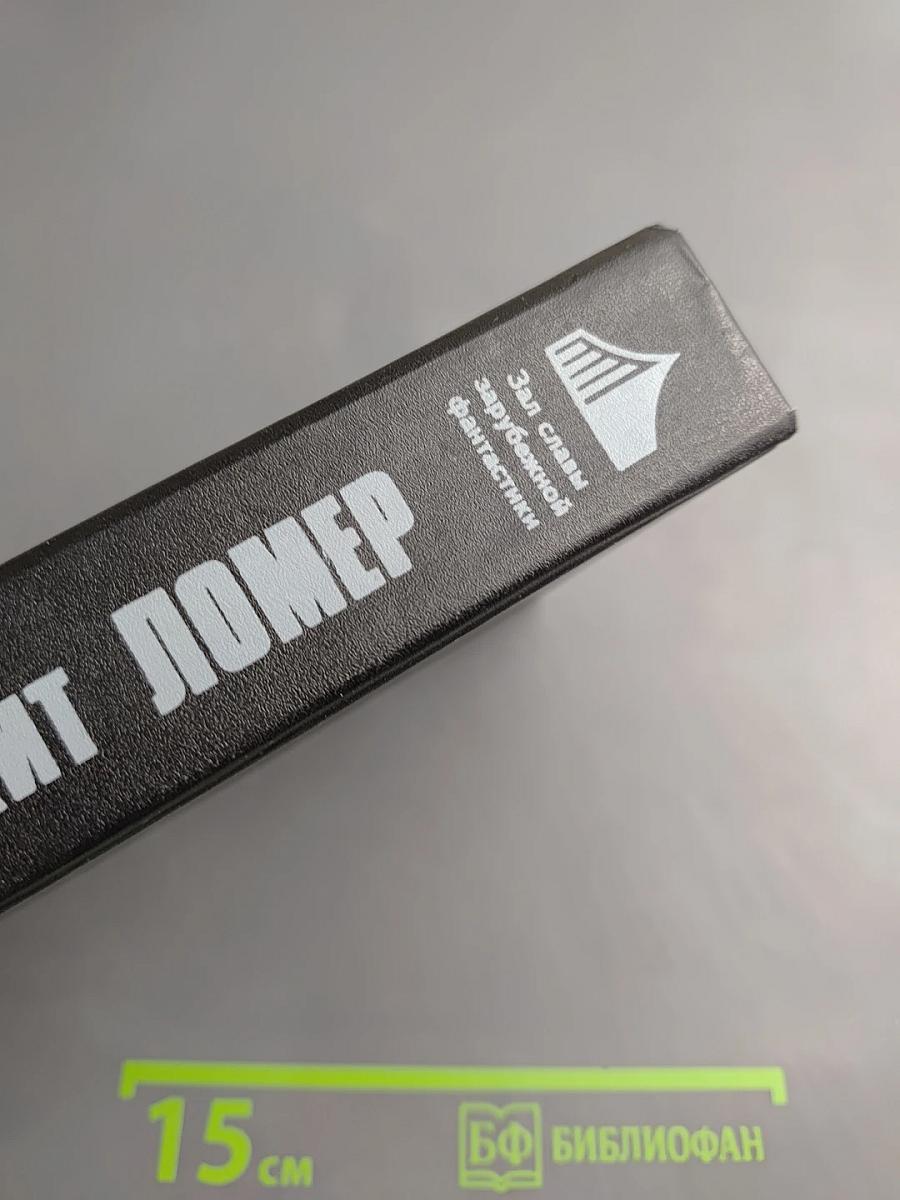 Зал славы
зарубежной
фантастики
ИТ ЛОМЕР
15 см
БФ БИБЛИОФАН